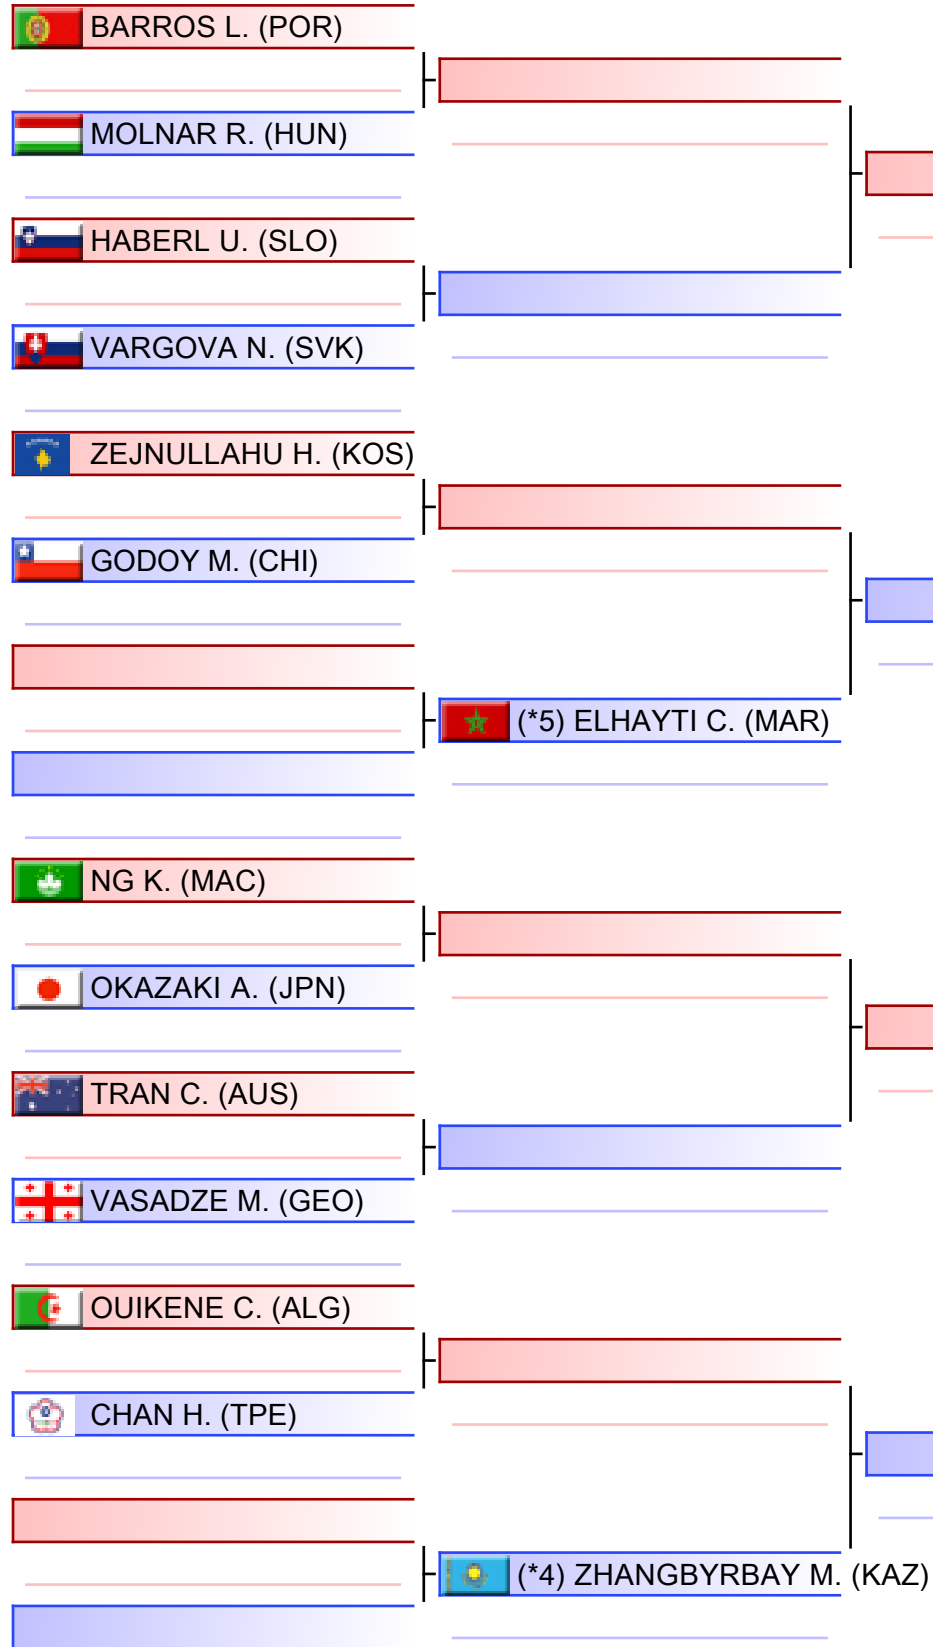 BARROS L. (POR)
MOLNAR R. (HUN)
HABERL U. (SLO)
VARGOVA N. (SVK)
ZEJNULLAHU H. (KOS)
GODOY M. (CHI)
(*5) ELHAYTI C. (MAR)
NG K. (MAC)
OKAZAKI A. (JPN)
TRAN C. (AUS)
VASADZE M. (GEO)
OUIKENE C. (ALG)
CHAN H. (TPE)
(*4) ZHANGBYRBAY M. (KAZ)